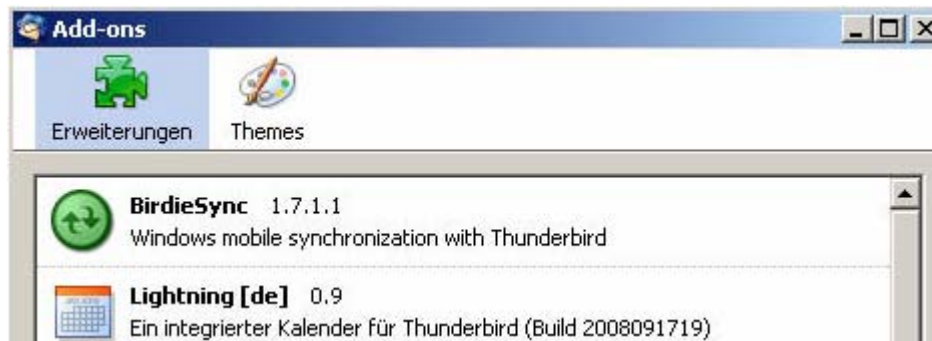 Add-ons
Erweiterungen Themes
BirdieSync 1.7.1.1
Windows mobile synchronization with Thunderbird
Lightning [de] 0.9
Ein integrierter Kalender für Thunderbird (Build 2008091719)